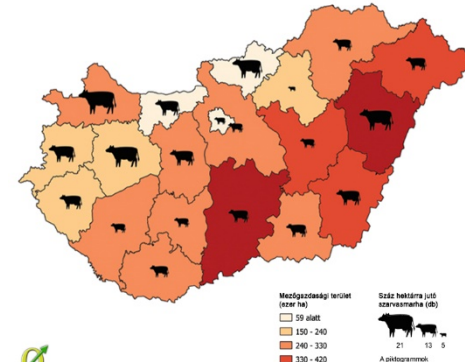 Mezőgazdasági terület
(ezer ha)
59 alatt
150 - 240
240 - 330
330 - 420
Száz hektárra jutó
szarvasmarha (db)
21 13 5
A piktogrammok